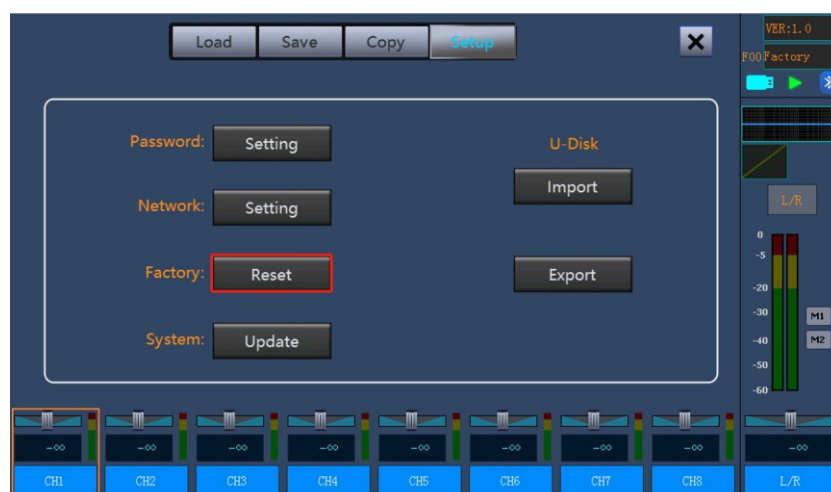 Load Save Copy Setup
VER:1.0
F00 Factory
Password: Setting
U-Disk
Import
Network: Setting
L/R
Factory: Reset
Export
System: Update
0
-5
-20
-30
M1
-40
M2
-50
-60
-∞ -∞ -∞ -∞ -∞ -∞ -∞ -∞ -∞
CH1 CH2 CH3 CH4 CH5 CH6 CH7 CH8 L/R